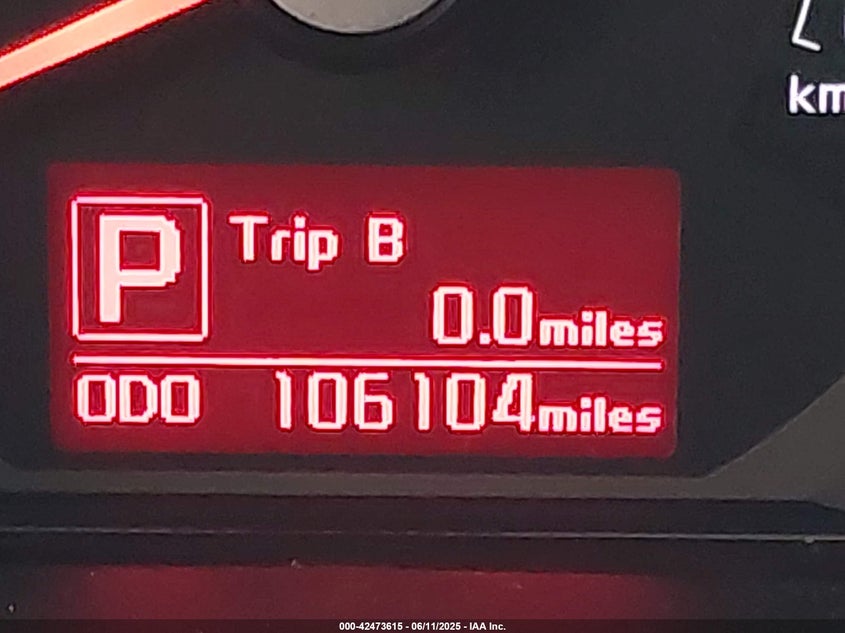 km
P
Trip B
0.0miles
ODO 106104miles
000-42473615 - 06/11/2025 - IAA Inc.